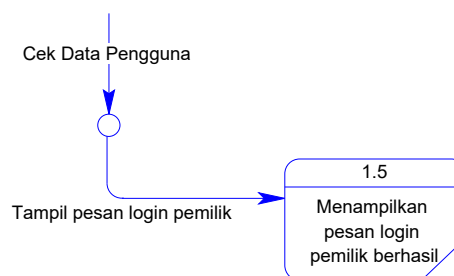 Cek Data Pengguna
Tampil pesan login pemilik
1.5
Menampilkan
pesan login
pemilik berhasil